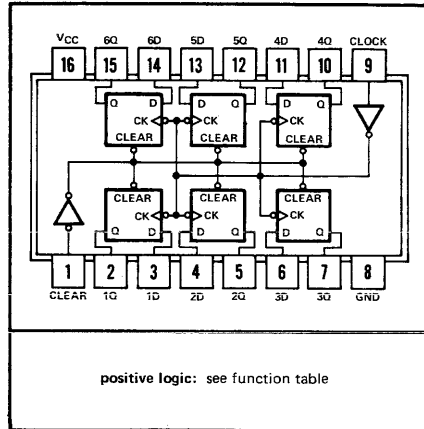 VCC 6Q 6D 5D 5Q 4D 4Q CLOCK
16 15 14 13 12 11 10 9
Q D D Q D Q
CK CK CK
CLEAR CLEAR CLEAR
CLEAR CLEAR CLEAR
CK CK CK
Q D D Q D Q
1 2 3 4 5 6 7 8
CLEAR 1Q 1D 2D 2Q 3D 3Q GND
positive logic: see function table